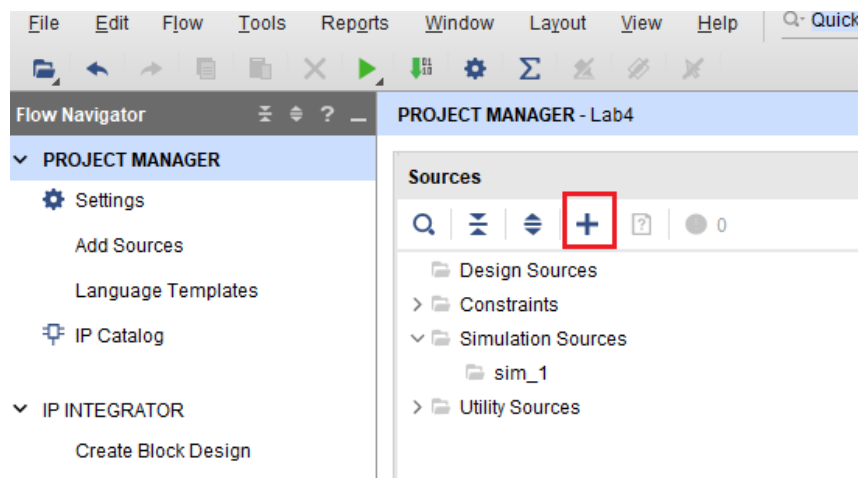 File Edit Flow Tools Reports Window Layout View Help Quick
Flow Navigator ? PROJECT MANAGER - Lab4
PROJECT MANAGER
Settings
Add Sources
Language Templates
IP Catalog
IP INTEGRATOR
Create Block Design
Sources
? 0
Design Sources
Constraints
Simulation Sources
sim_1
Utility Sources